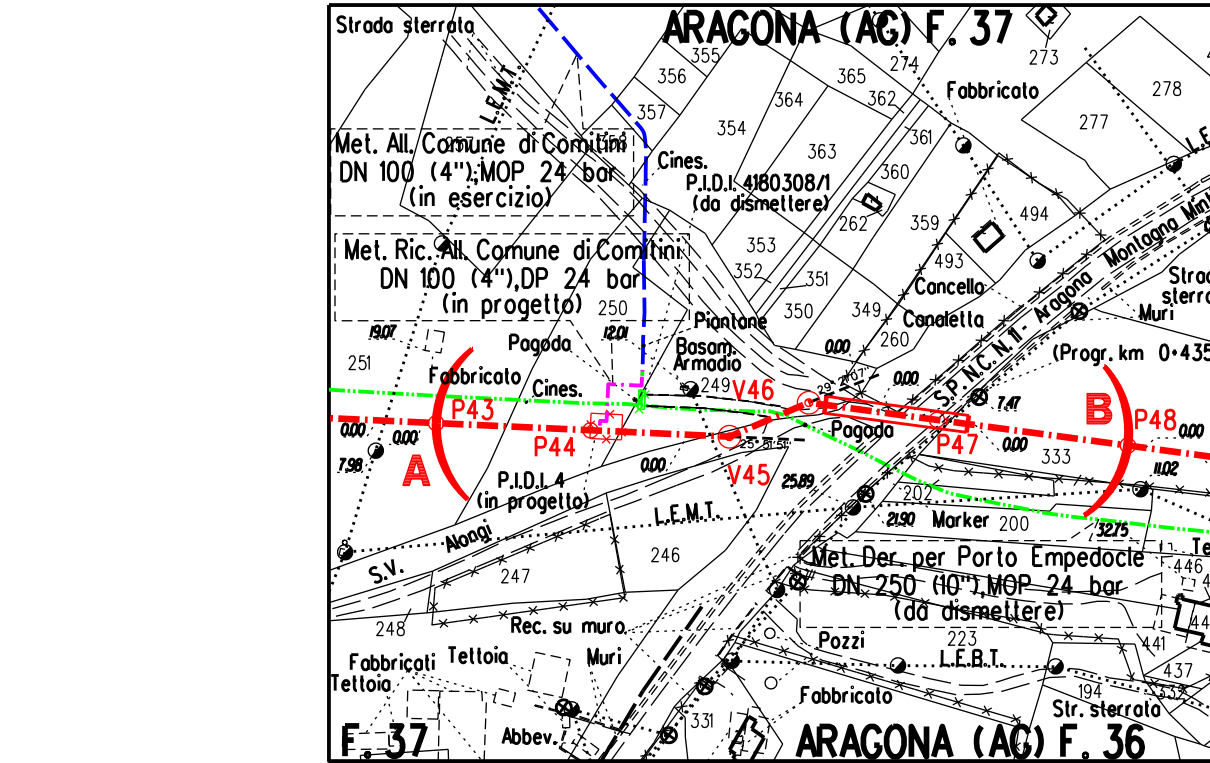 Strada sterrata
ARAGONA (AG) F. 37
355
356
357
354
364
365
362
363
361
360
274
273
278
277
Fabbricato
L.E.M.T.
Met. All. Comune di Comitini
DN 100 (4"),MOP 24 bar
(in esercizio)
Cines.
P.I.D.I. 4180308/1
(da dismettere)
262
359
494
493
353
352
351
350
349
260
Met. Ric. All. Comune di Comitini
DN 100 (4"),DP 24 bar
(in progetto)
250
Cancello
Canaletta
S.P. N.C. N.11- Aragona Montagna
Muri
(Progr. km 0+435
19.07
251
Pagoda
12.01
Piantane
Basam.
Armadio
249
0.00
0.00
7.47
Fabbricato
Cines.
V46
P43
P44
V45
P47
P48
A
B
0.00
0.00
7.98
P.I.D.I. 4
(in progetto)
0.00
25.89
Pagoda
0.00
333
0.00
11.02
202
21.90
Marker
200
32.75
L.E.M.T.
Alongi
S.V.
247
246
248
Met. Der. per Porto Empedocle
DN 250 (10"),MOP 24 bar
(da dismettere)
446
441
437
Rec. su muro
Muri
Pozzi
223
L.E.B.T.
Fabbricati
Tettoia
Tettoia
Fabbricato
194
332
Str. sterrata
331
Abbev.
F. 37
ARAGONA (AG) F. 36